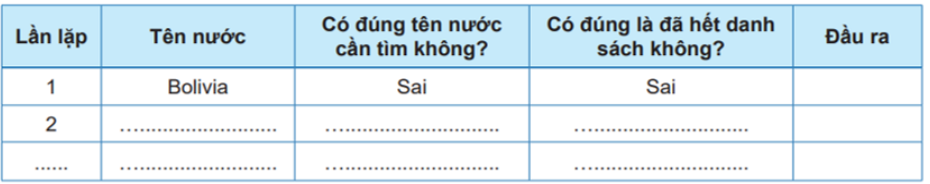 Lần lặp | Tên nước | Có đúng tên nước cần tìm không? | Có đúng là đã hết danh sách không? | Đầu ra
1 | Bolivia | Sai | Sai |
2 | ............................ | ............................ | ............................ |
...... | ............................ | ............................ | ............................ |